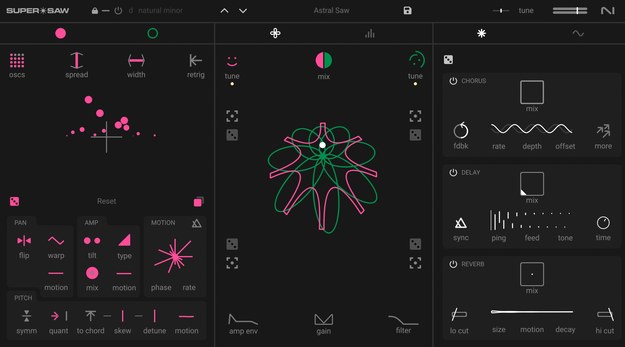 SUPER SAW
d natural minor
Astral Saw
tune
oscs spread width retrig
tune mix tune
Reset
PAN
flip warp
motion
AMP
tilt type
mix motion
MOTION
phase rate
PITCH
symm quant to chord skew detune motion
amp env gain filter
CHORUS
mix
fdbk rate depth offset more
DELAY
mix
sync ping feed tone time
REVERB
mix
lo cut size motion decay hi cut